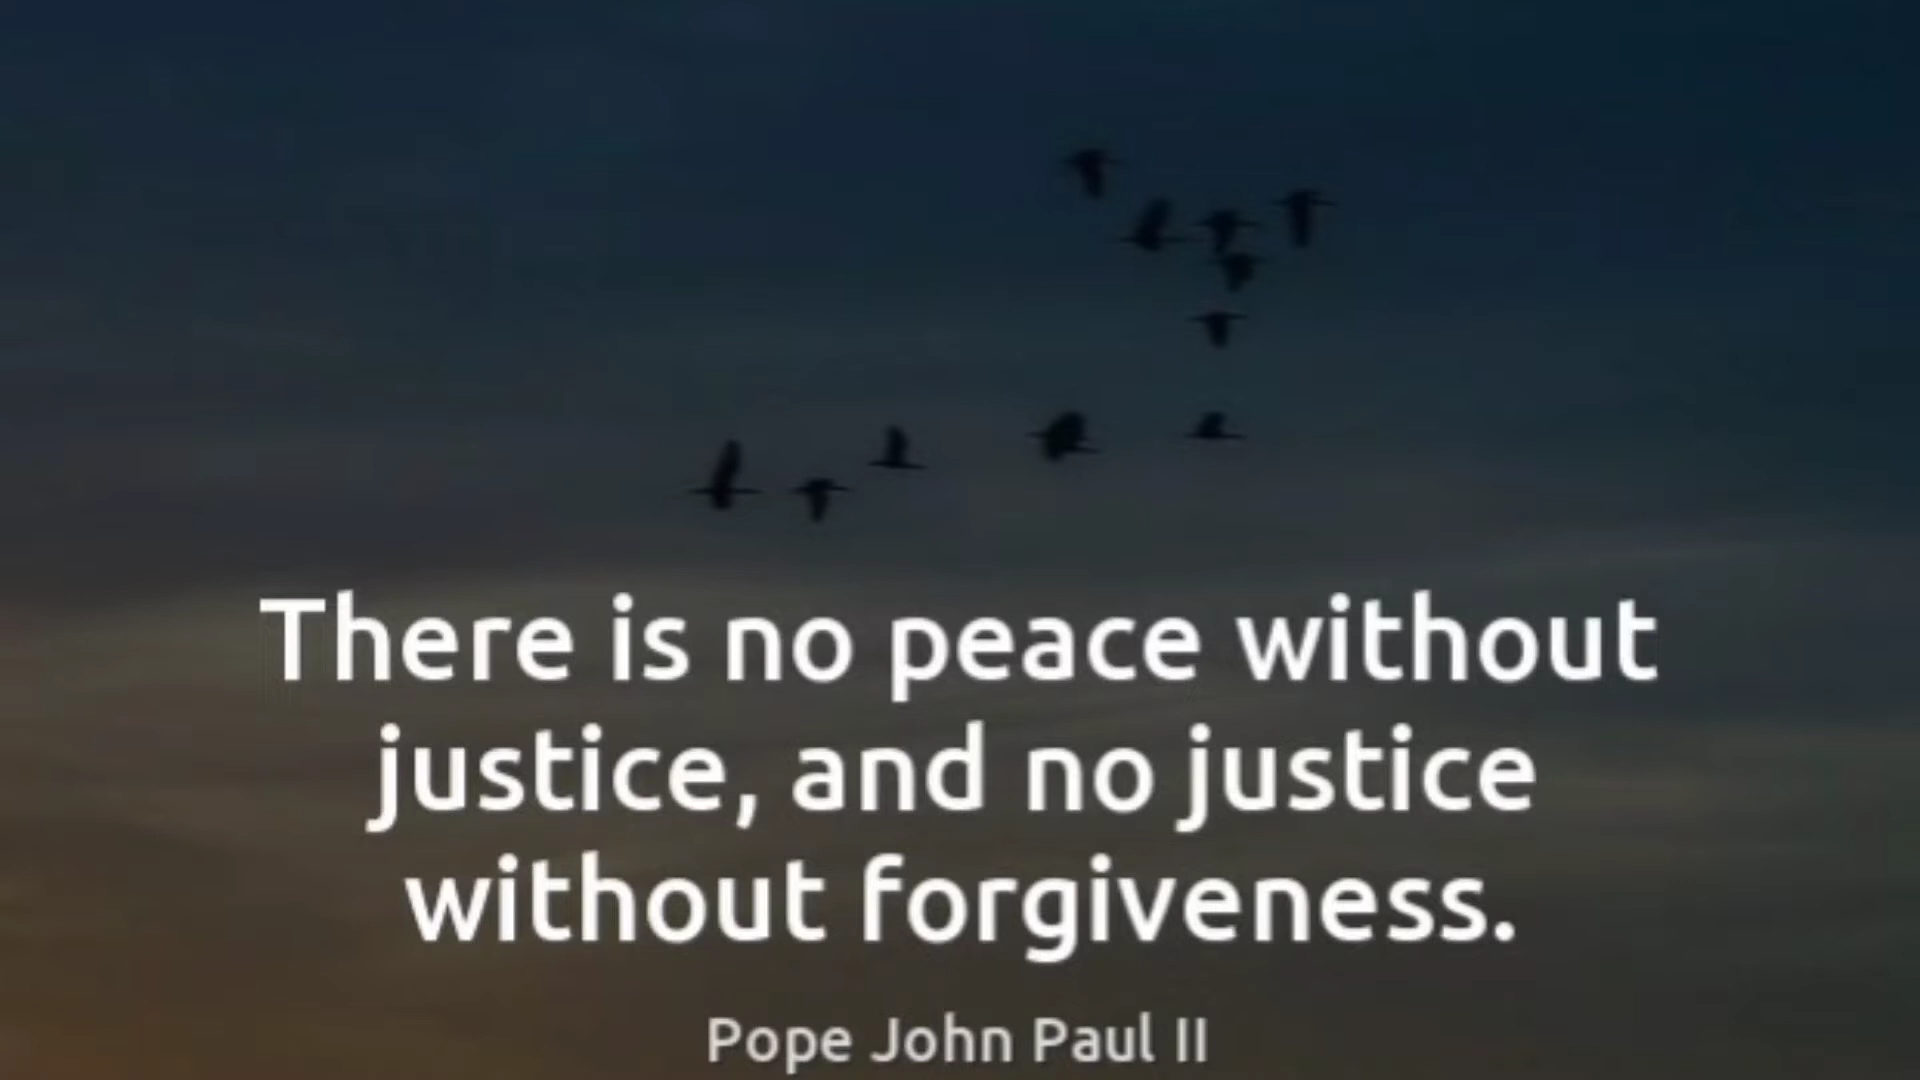 There is no peace without
justice, and no justice
without forgiveness.
Pope John Paul II